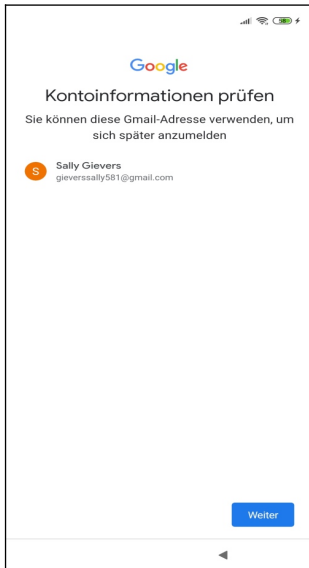 58
Google
Kontoinformationen prüfen
Sie können diese Gmail-Adresse verwenden, um
sich später anzumelden
S
Sally Gievers
gieverssally581@gmail.com
Weiter